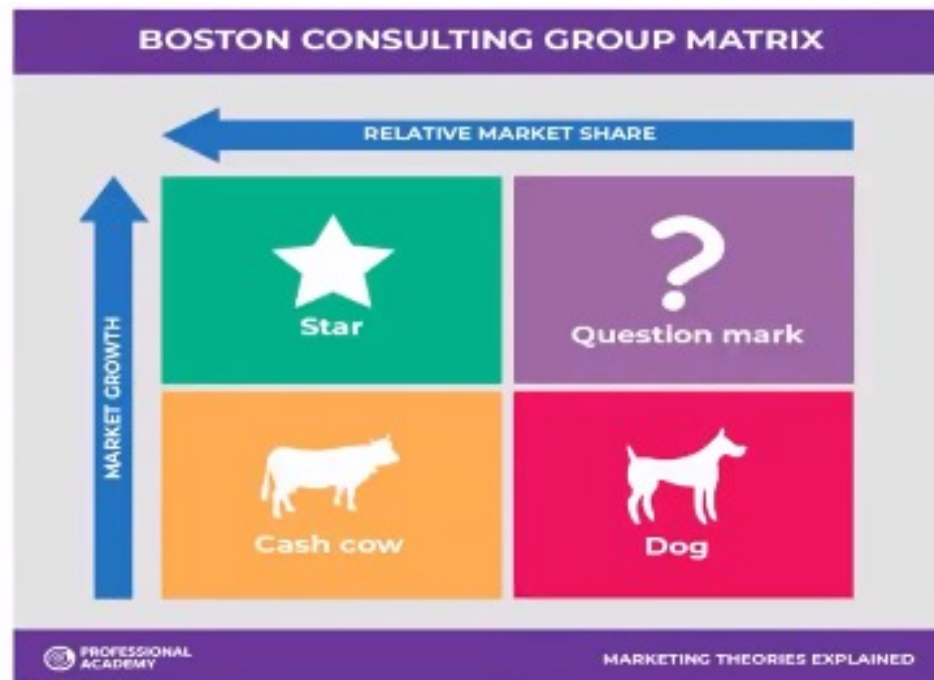 BOSTON CONSULTING GROUP MATRIX
RELATIVE MARKET SHARE
MARKET GROWTH
Star
?
Question mark
Cash cow
Dog
PROFESSIONAL
ACADEMY
MARKETING THEORIES EXPLAINED